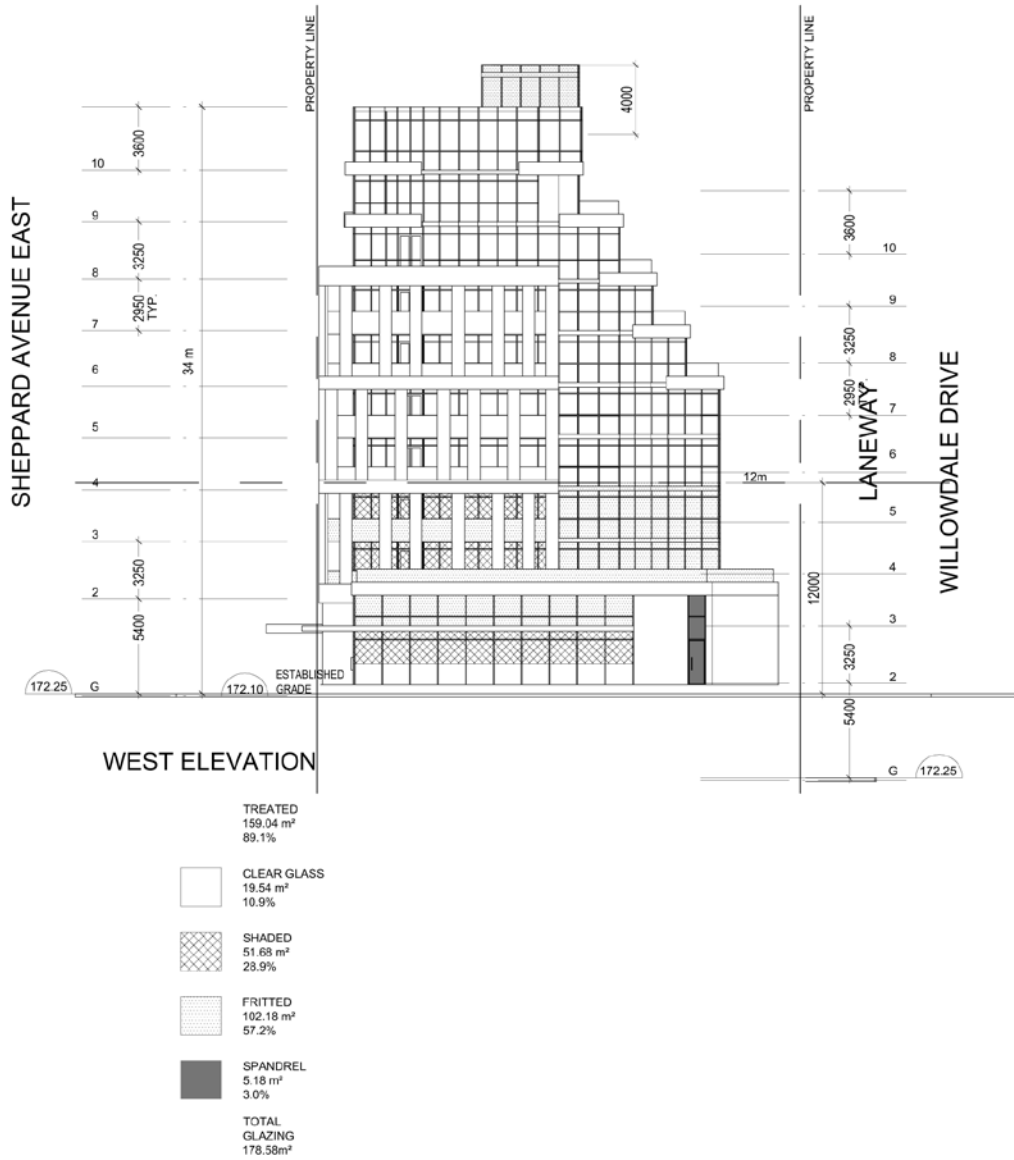 PROPERTY LINE
PROPERTY LINE
SHEPPARD AVENUE EAST
3600
10
9
3250
8
2950
TYP.
7
34 m
6
5
4
3
3250
2
5400
172.25
G
172.10
ESTABLISHED
GRADE
4000
3600
10
9
3250
8
2950
7
6
12m
5
4
12000
3
3250
2
5400
G
172.25
LANEWAY
WILLOWDALE DRIVE
WEST ELEVATION
TREATED
159.04 m²
89.1%
CLEAR GLASS
19.54 m²
10.9%
SHADED
51.68 m²
28.9%
FRITTED
102.18 m²
57.2%
SPANDREL
5.18 m²
3.0%
TOTAL
GLAZING
178.58m²